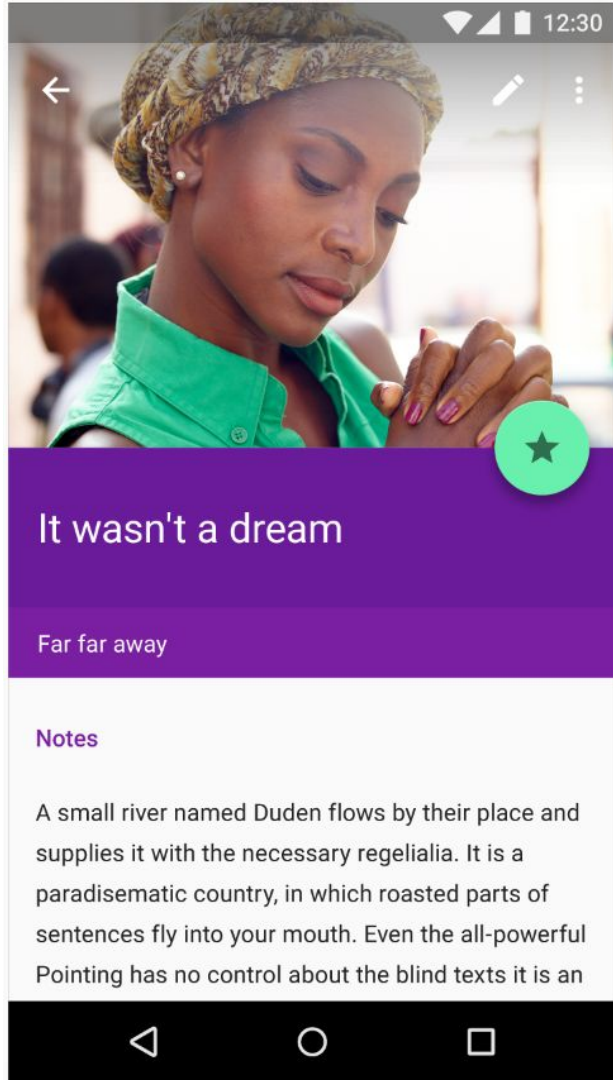 12:30
It wasn't a dream
Far far away
Notes
A small river named Duden flows by their place and
supplies it with the necessary regelialia. It is a
paradisematic country, in which roasted parts of
sentences fly into your mouth. Even the all-powerful
Pointing has no control about the blind texts it is an